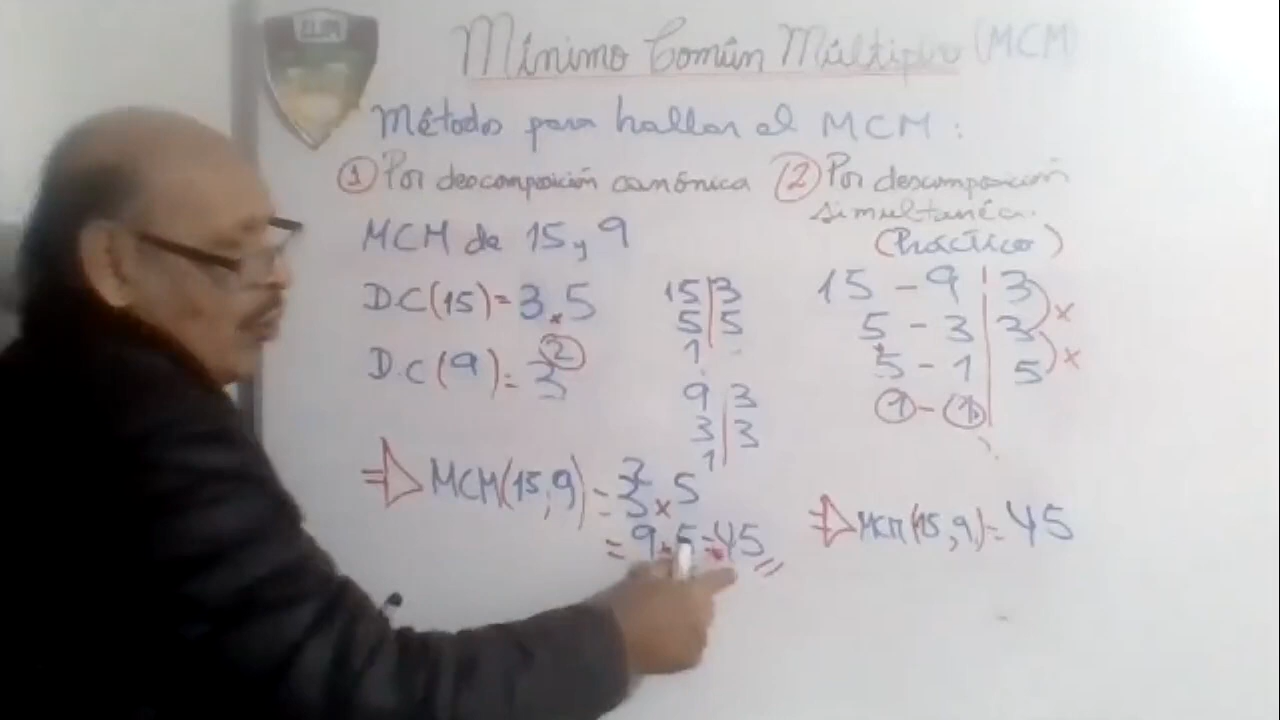 Mínimo Común Múltiplo (MCM)
Métodos para hallar el MCM:
① Por descomposición canónica
MCM de 15 y 9
DC(15)=3.5
D.C(9)=3²
15|3
5|5
1
9|3
3|3
1
⇒ MCM(15,9)=3²×5
=9.5=45
② Por descomposición
simultanéa.
(Práctico)
15-9|3
5-3|3
5-1|5
①-①
⇒ MCM(15,9)=45